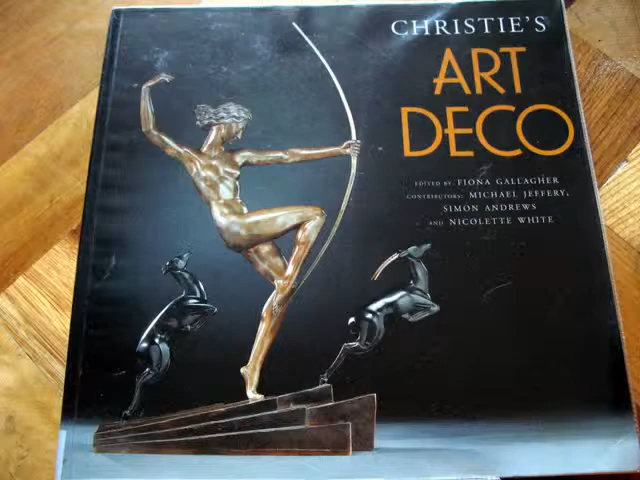 CHRISTIE'S
ART
DECO
EDITED BY FIONA GALLAGHER
CONTRIBUTORS: MICHAEL JEFFERY,
SIMON ANDREWS
AND NICOLETTE WHITE